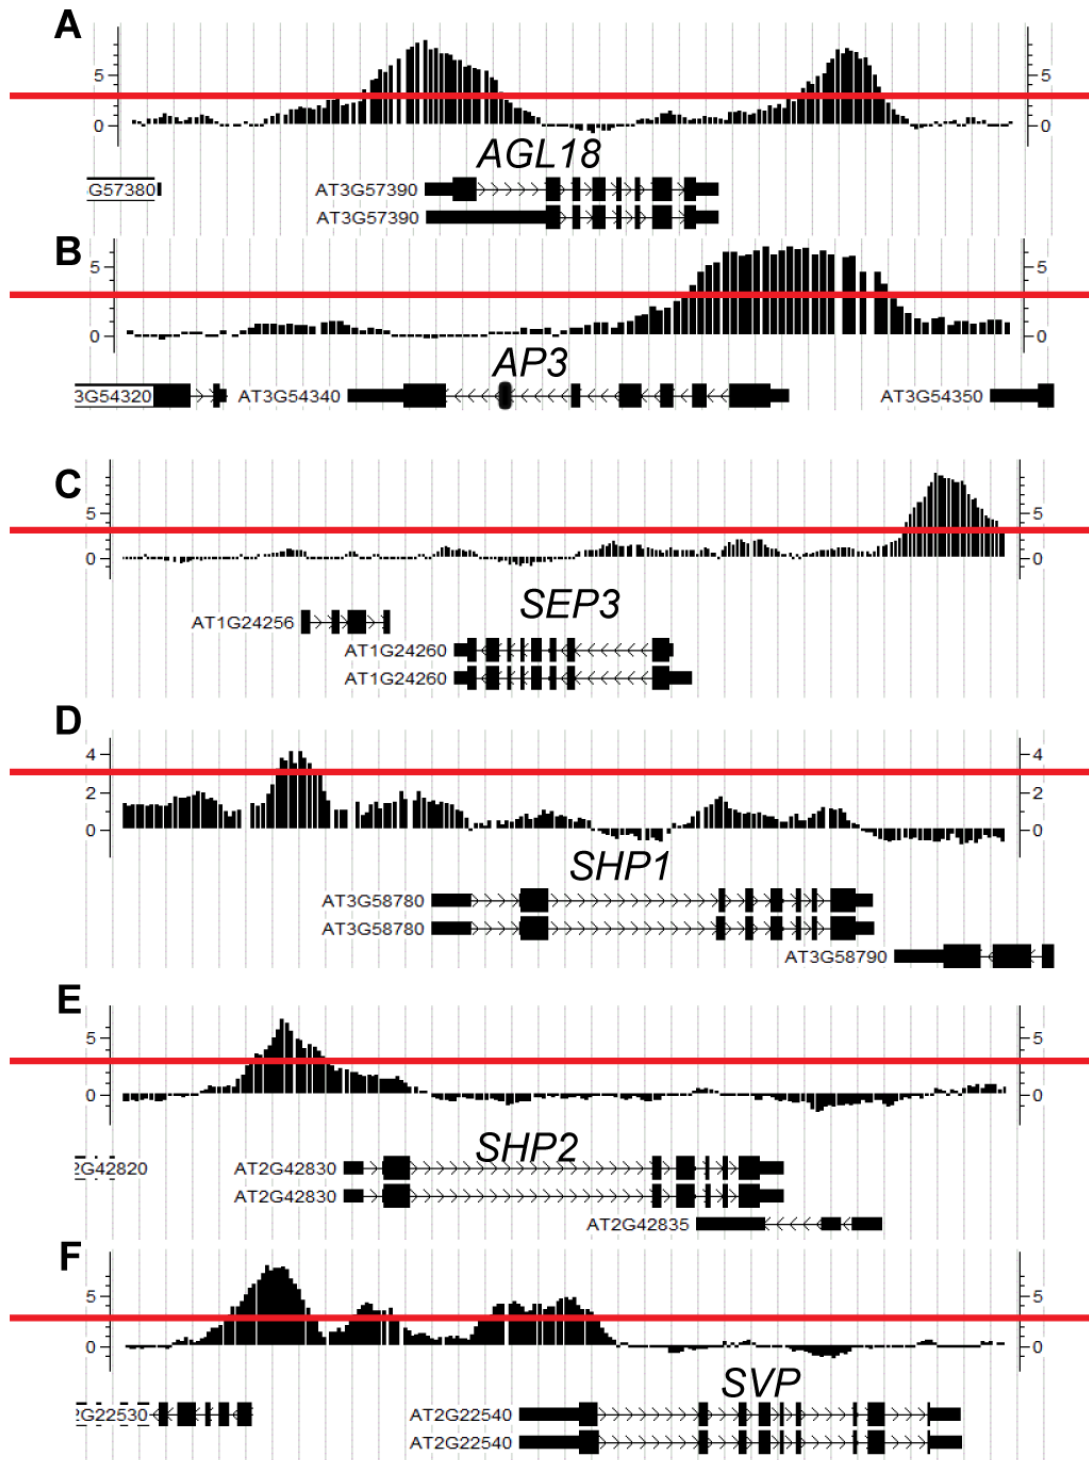 A
5 5
0 0
AGL18
G57380 AT3G57390
AT3G57390
B
5 5
0 0
AP3
3G54320 AT3G54340 AT3G54350
C
5 5
0 0
SEP3
AT1G24256
AT1G24260
AT1G24260
D
4 4
2 2
0 0
SHP1
AT3G58780
AT3G58780
AT3G58790
E
5 5
0 0
SHP2
2G42820 AT2G42830
AT2G42830
AT2G42835
F
5 5
0 0
SVP
2G22530 AT2G22540
AT2G22540